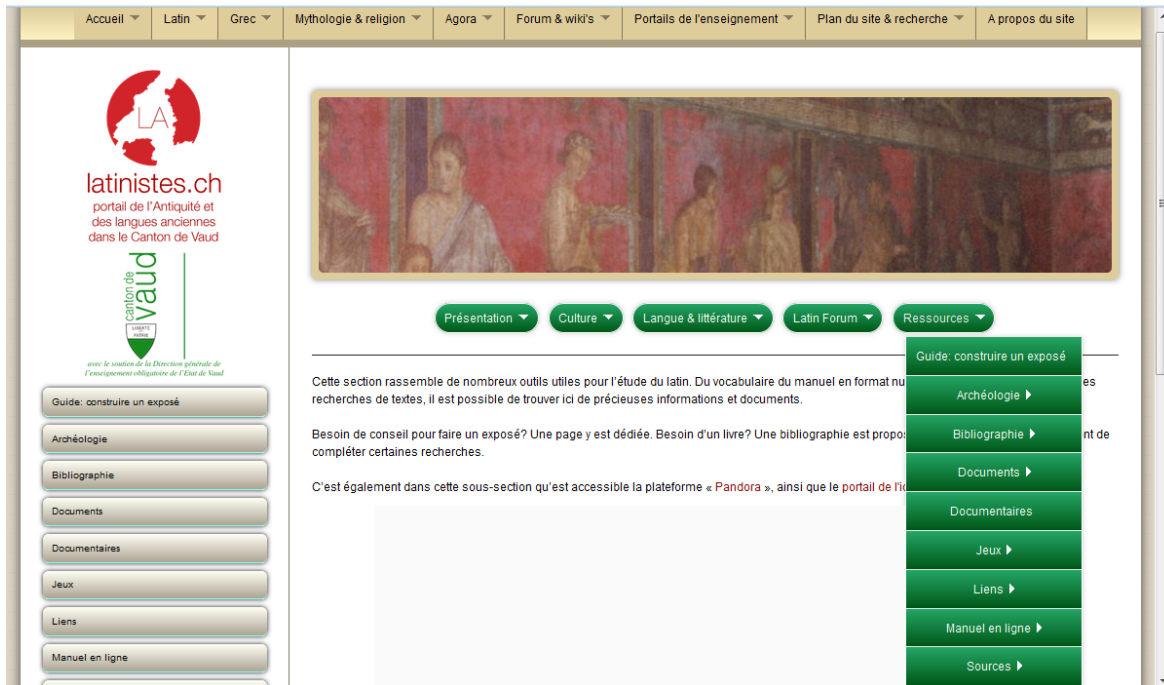 Accueil Latin Grec Mythologie & religion Agora Forum & wiki's Portails de l'enseignement Plan du site & recherche A propos du site
LA
latinistes.ch
portail de l'Antiquité et
des langues anciennes
dans le Canton de Vaud
canton de
vaud
LIBERTÉ
ET
PATRIE
avec le soutien de la Direction générale de
l'enseignement obligatoire de l'Etat de Vaud
Guide: construire un exposé
Archéologie
Bibliographie
Documents
Documentaires
Jeux
Liens
Manuel en ligne
Présentation Culture Langue & littérature Latin Forum Ressources
Guide: construire un exposé
Archéologie
Bibliographie
Documents
Documentaires
Jeux
Liens
Manuel en ligne
Sources
Cette section rassemble de nombreux outils utiles pour l'étude du latin. Du vocabulaire du manuel en format nu es
recherches de textes, il est possible de trouver ici de précieuses informations et documents.
Besoin de conseil pour faire un exposé? Une page y est dédiée. Besoin d'un livre? Une bibliographie est propos nt de
compléter certaines recherches.
C'est également dans cette sous-section qu'est accessible la plateforme « Pandora », ainsi que le portail de l'i